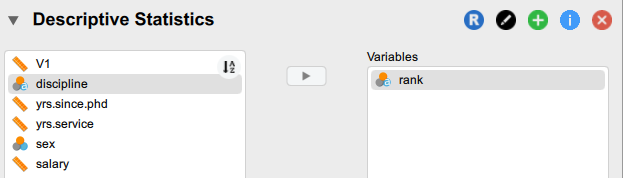 Descriptive Statistics
R
i
V1
A
Z
discipline
yrs.since.phd
yrs.service
sex
salary
Variables
rank